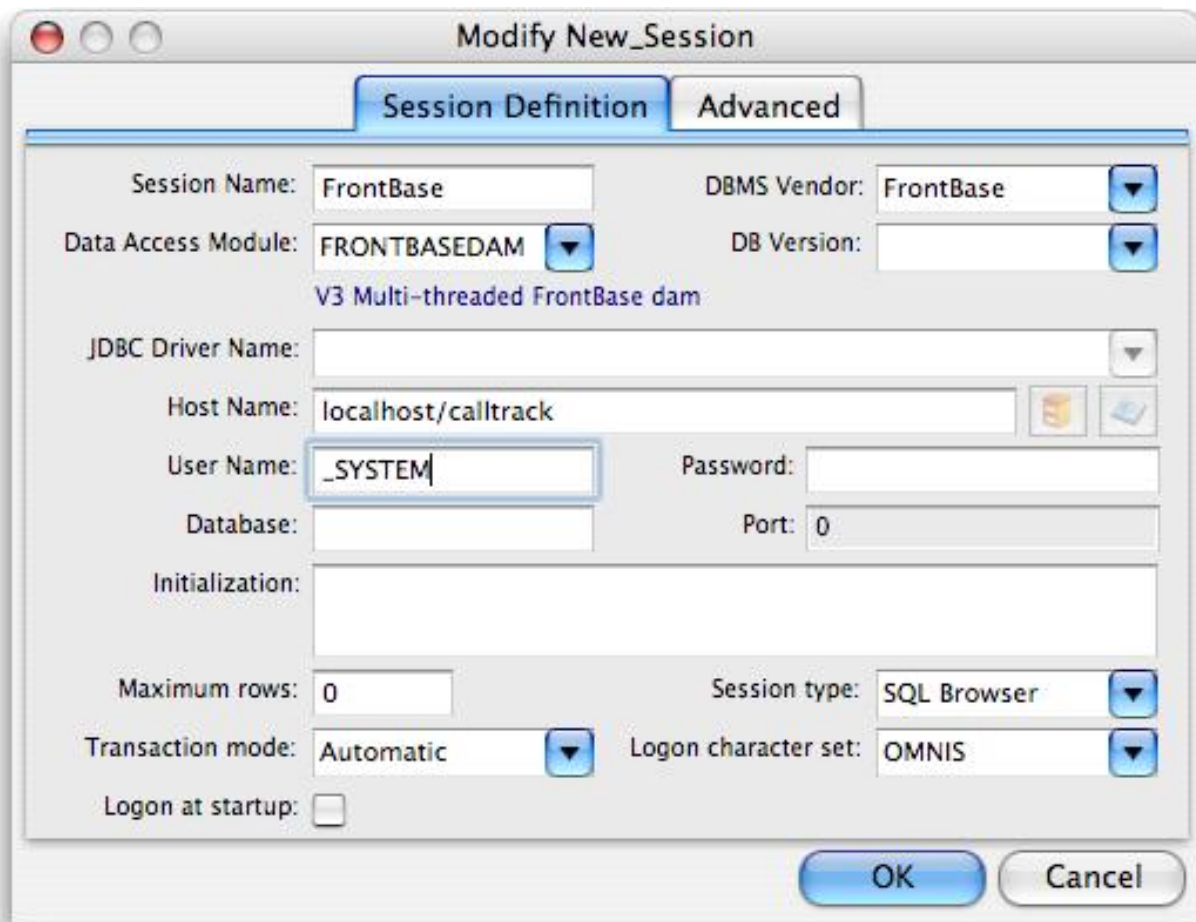 Modify New_Session
Session Definition Advanced
Session Name: FrontBase DBMS Vendor: FrontBase
Data Access Module: FRONTBASEDAM DB Version:
V3 Multi-threaded FrontBase dam
JDBC Driver Name:
Host Name: localhost/calltrack
User Name: _SYSTEM Password:
Database: Port: 0
Initialization:
Maximum rows: 0 Session type: SQL Browser
Transaction mode: Automatic Logon character set: OMNIS
Logon at startup:
OK Cancel